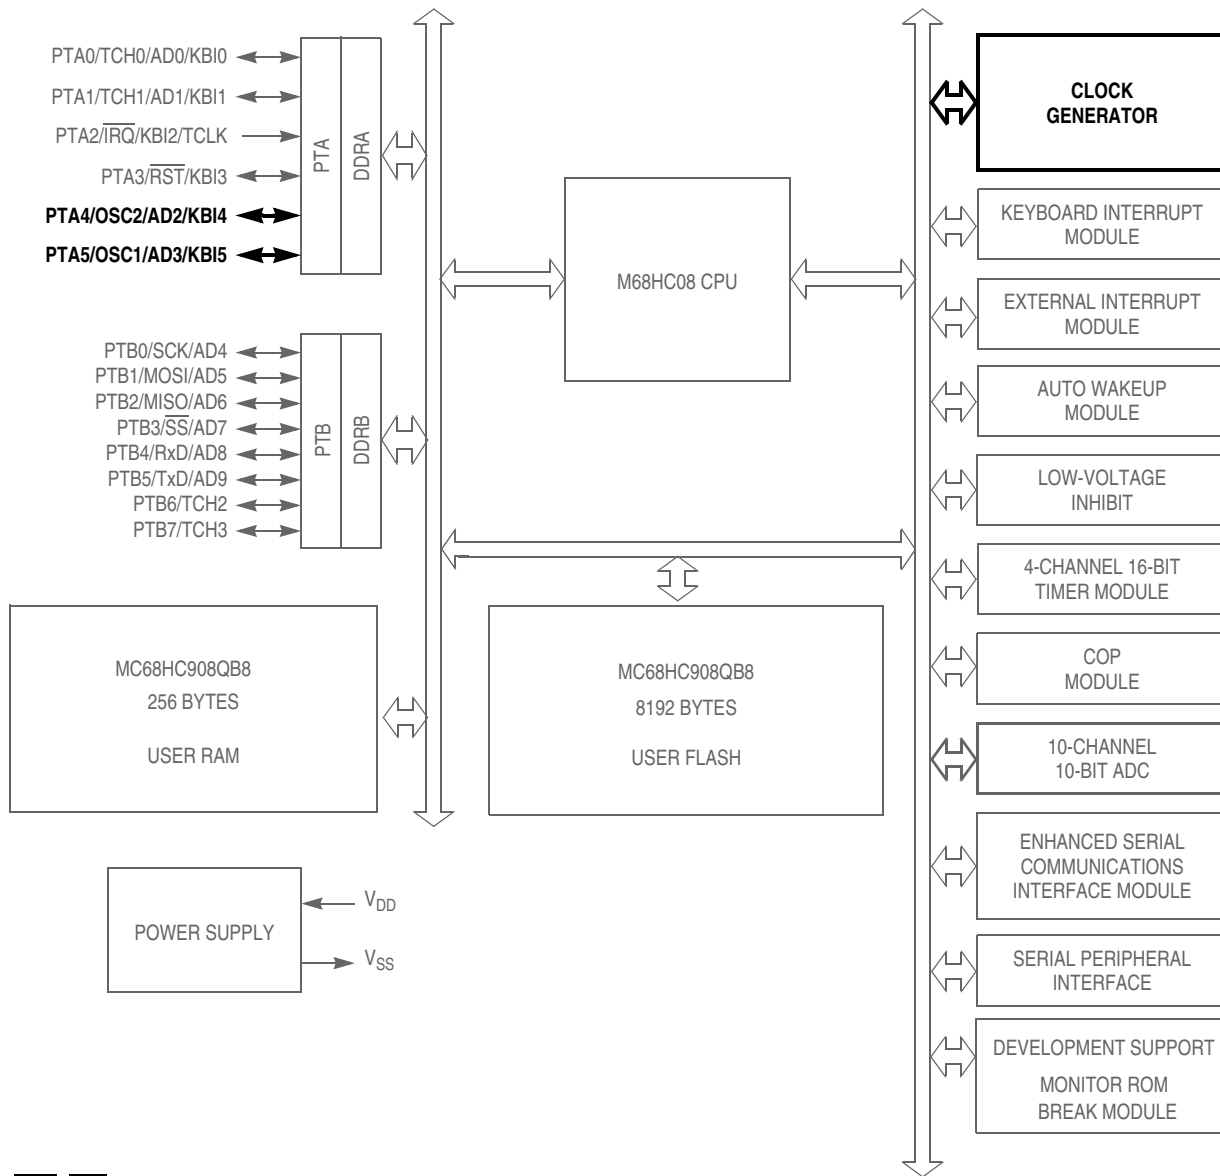 PTA0/TCH0/AD0/KBI0
PTA1/TCH1/AD1/KBI1
PTA2/IRQ/KBI2/TCLK
PTA3/RST/KBI3
PTA4/OSC2/AD2/KBI4
PTA5/OSC1/AD3/KBI5
PTA
DDRA
PTB0/SCK/AD4
PTB1/MOSI/AD5
PTB2/MISO/AD6
PTB3/SS/AD7
PTB4/RxD/AD8
PTB5/TxD/AD9
PTB6/TCH2
PTB7/TCH3
PTB
DDRB
M68HC08 CPU
MC68HC908QB8
256 BYTES
USER RAM
MC68HC908QB8
8192 BYTES
USER FLASH
POWER SUPPLY
VDD
VSS
CLOCK
GENERATOR
KEYBOARD INTERRUPT
MODULE
EXTERNAL INTERRUPT
MODULE
AUTO WAKEUP
MODULE
LOW-VOLTAGE
INHIBIT
4-CHANNEL 16-BIT
TIMER MODULE
COP
MODULE
10-CHANNEL
10-BIT ADC
ENHANCED SERIAL
COMMUNICATIONS
INTERFACE MODULE
SERIAL PERIPHERAL
INTERFACE
DEVELOPMENT SUPPORT
MONITOR ROM
BREAK MODULE